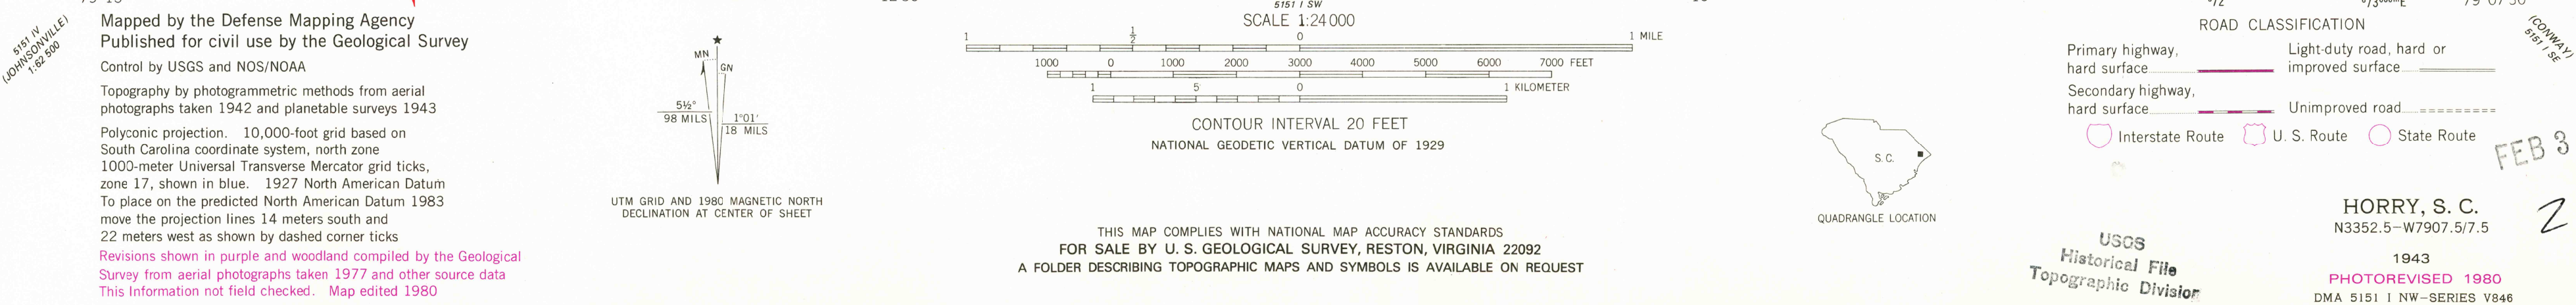 5151 IV
(JOHNSONVILLE)
1:62 500
Mapped by the Defense Mapping Agency
Published for civil use by the Geological Survey
Control by USGS and NOS/NOAA
Topography by photogrammetric methods from aerial
photographs taken 1942 and planetable surveys 1943
Polyconic projection. 10,000-foot grid based on
South Carolina coordinate system, north zone
1000-meter Universal Transverse Mercator grid ticks,
zone 17, shown in blue. 1927 North American Datum
To place on the predicted North American Datum 1983
move the projection lines 14 meters south and
22 meters west as shown by dashed corner ticks
Revisions shown in purple and woodland compiled by the Geological
Survey from aerial photographs taken 1977 and other source data
This Information not field checked. Map edited 1980
MN
GN
5½°
98 MILS
1°01'
18 MILS
UTM GRID AND 1980 MAGNETIC NORTH
DECLINATION AT CENTER OF SHEET
5151 I SW
SCALE 1:24 000
1 ½ 0 1 MILE
1000 0 1000 2000 3000 4000 5000 6000 7000 FEET
1 5 0 1 KILOMETER
CONTOUR INTERVAL 20 FEET
NATIONAL GEODETIC VERTICAL DATUM OF 1929
THIS MAP COMPLIES WITH NATIONAL MAP ACCURACY STANDARDS
FOR SALE BY U. S. GEOLOGICAL SURVEY, RESTON, VIRGINIA 22092
A FOLDER DESCRIBING TOPOGRAPHIC MAPS AND SYMBOLS IS AVAILABLE ON REQUEST
S. C.
QUADRANGLE LOCATION
ROAD CLASSIFICATION
Primary highway,
hard surface
Light-duty road, hard or
improved surface
Secondary highway,
hard surface
Unimproved road
Interstate Route
U. S. Route
State Route
(CONWAY)
5151 I SE
FEB 3
USGS
Historical File
Topographic Division
HORRY, S. C.
N3352.5–W7907.5/7.5
2
1943
PHOTOREVISED 1980
DMA 5151 I NW–SERIES V846